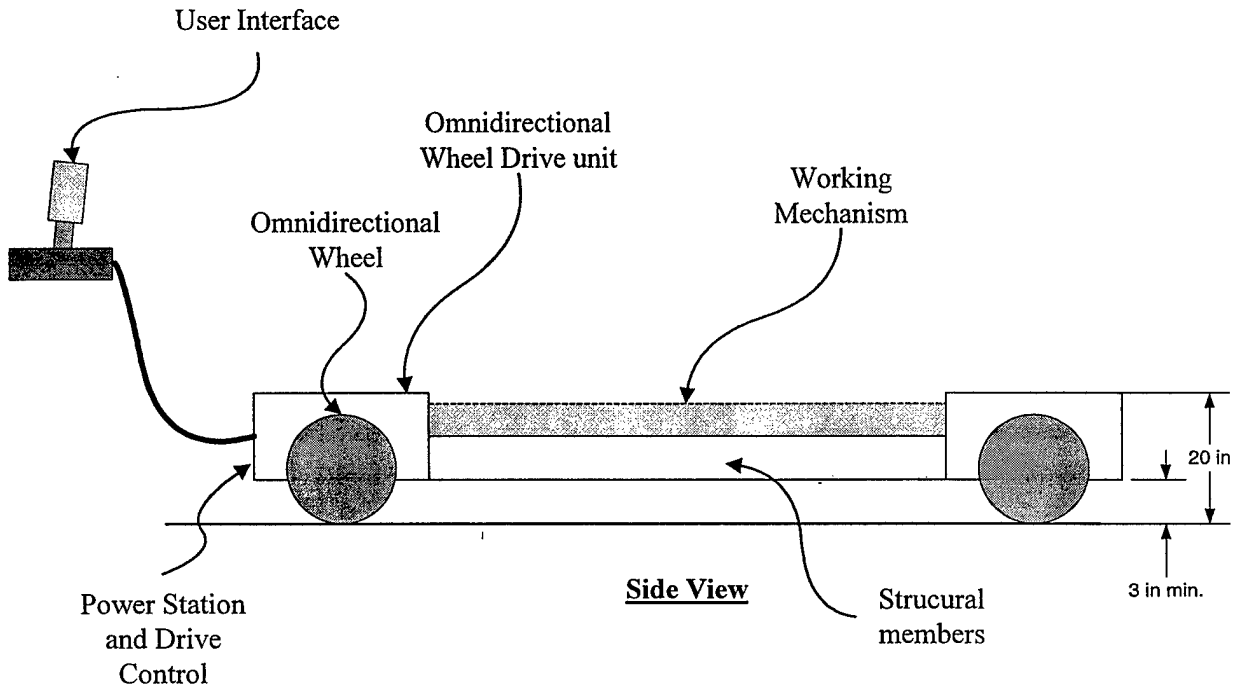 User Interface
Omnidirectional
Wheel Drive unit
Working
Mechanism
Omnidirectional
Wheel
20 in
3 in min.
Side View
Power Station
and Drive
Control
Strucural
members